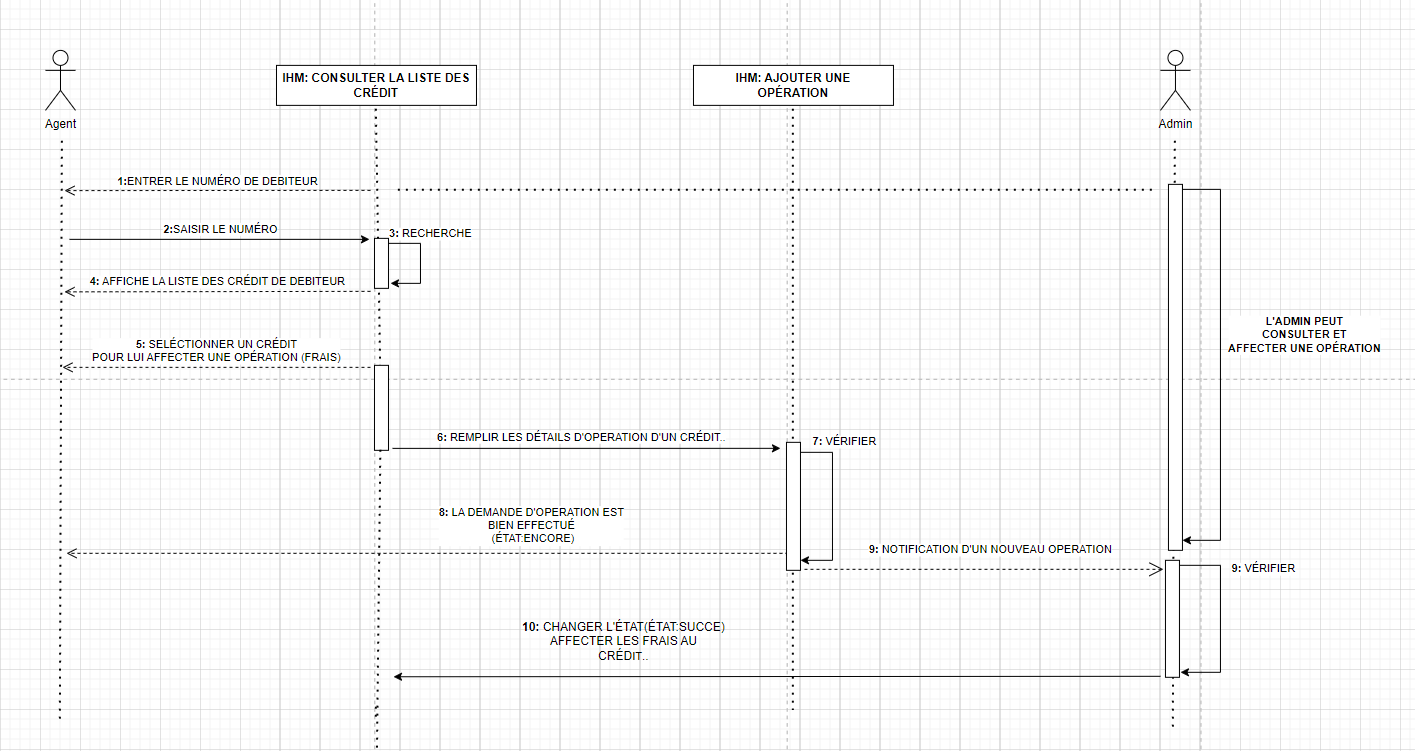 IHM: CONSULTER LA LISTE DES
CRÉDIT
IHM: AJOUTER UNE
OPÉRATION
Agent
Admin
1:ENTRER LE NUMÉRO DE DEBITEUR
2:SAISIR LE NUMÉRO
3: RECHERCHE
4: AFFICHE LA LISTE DES CRÉDIT DE DEBITEUR
L'ADMIN PEUT
CONSULTER ET
AFFECTER UNE OPÉRATION
5: SELÉCTIONNER UN CRÉDIT
POUR LUI AFFECTER UNE OPÉRATION (FRAIS)
6: REMPLIR LES DÉTAILS D'OPERATION D'UN CRÉDIT..
7: VÉRIFIER
8: LA DEMANDE D'OPERATION EST
BIEN EFFECTUÉ
(ÉTAT:ENCORE)
9: NOTIFICATION D'UN NOUVEAU OPERATION
9: VÉRIFIER
10: CHANGER L'ÉTAT(ÉTAT:SUCCE)
AFFECTER LES FRAIS AU
CRÉDIT..